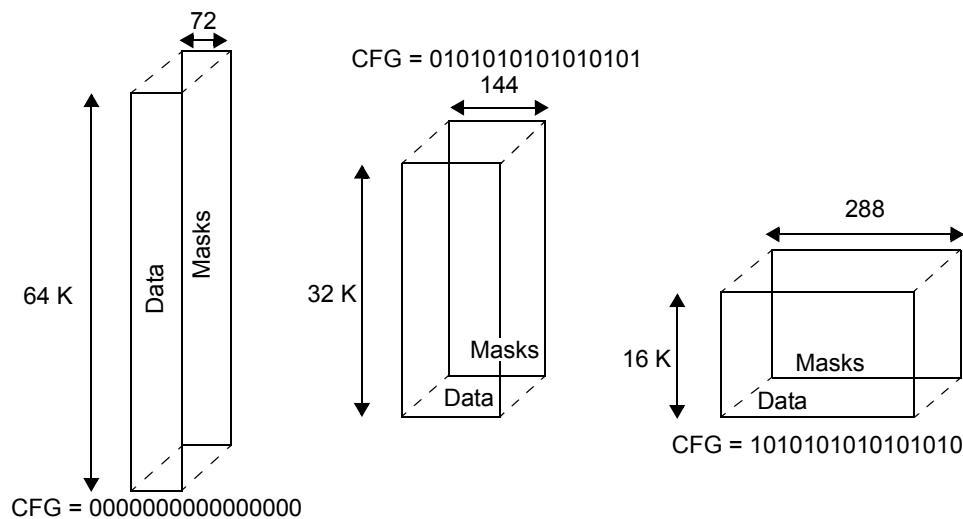 72
Masks
Data
64 K
CFG = 0000000000000000
CFG = 0101010101010101
144
32 K
Masks
Data
288
16 K
Masks
Data
CFG = 1010101010101010